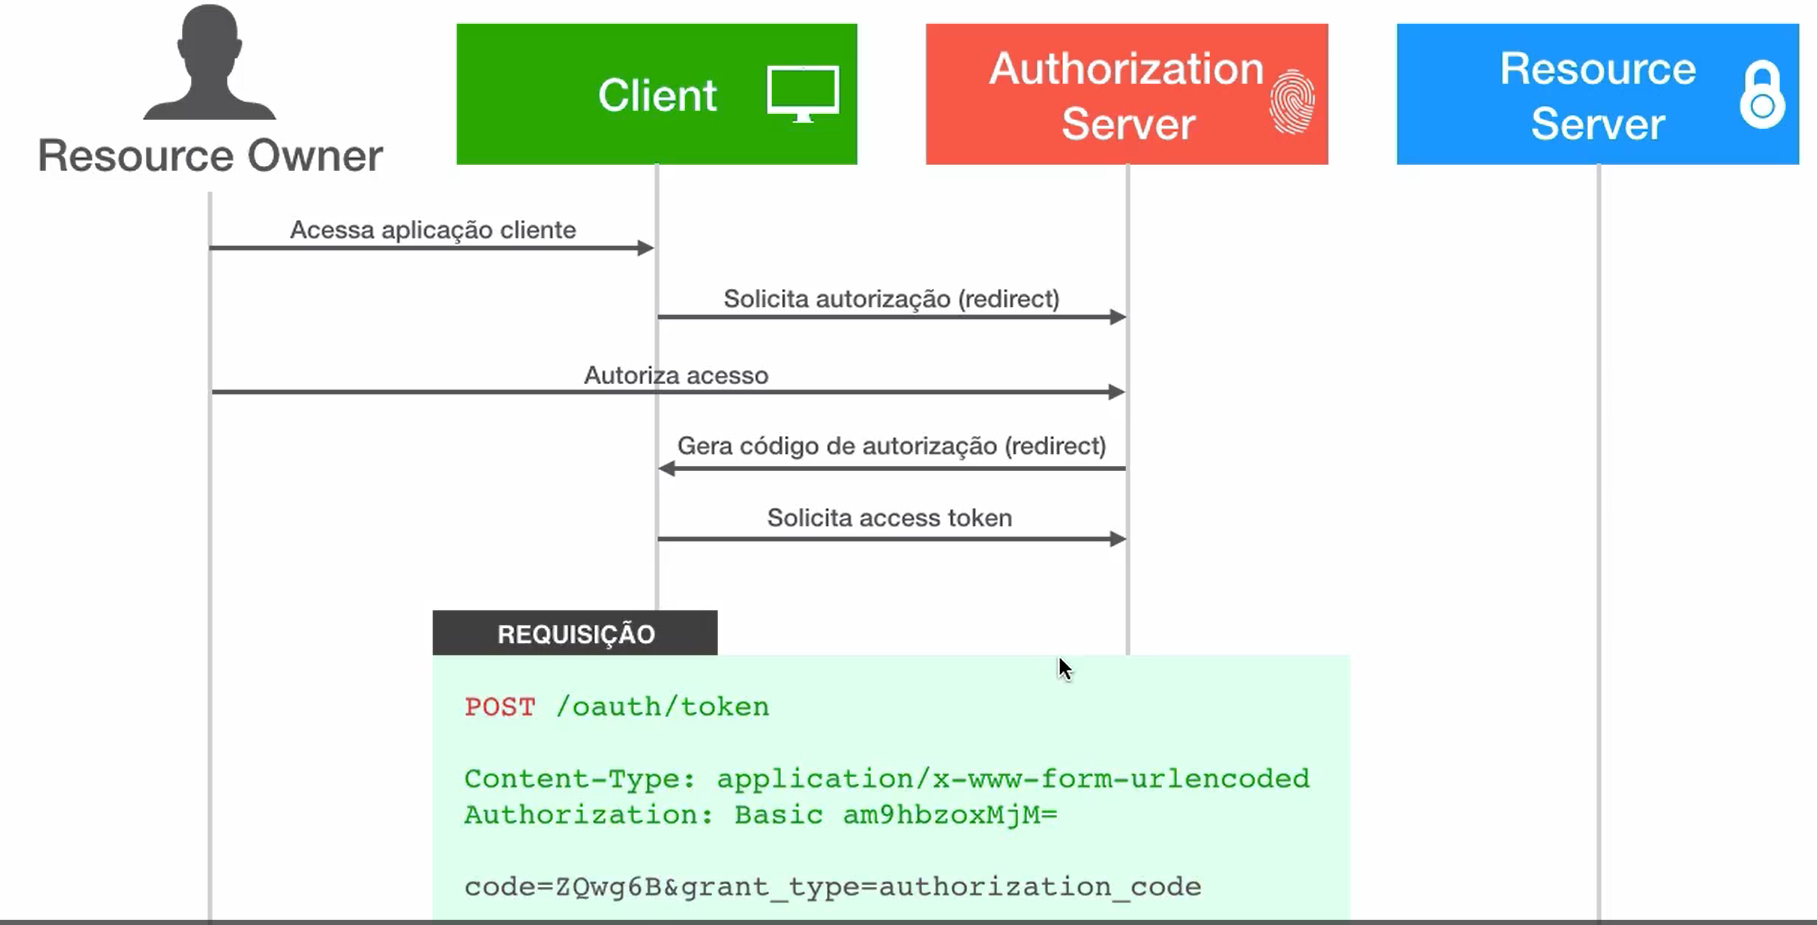 Resource Owner
Client
Authorization
Server
Resource
Server
Acessa aplicação cliente
Solicita autorização (redirect)
Autoriza acesso
Gera código de autorização (redirect)
Solicita access token
REQUISIÇÃO
POST /oauth/token
Content-Type: application/x-www-form-urlencoded
Authorization: Basic am9hbzoxMjM=
code=ZQwg6B&grant_type=authorization_code